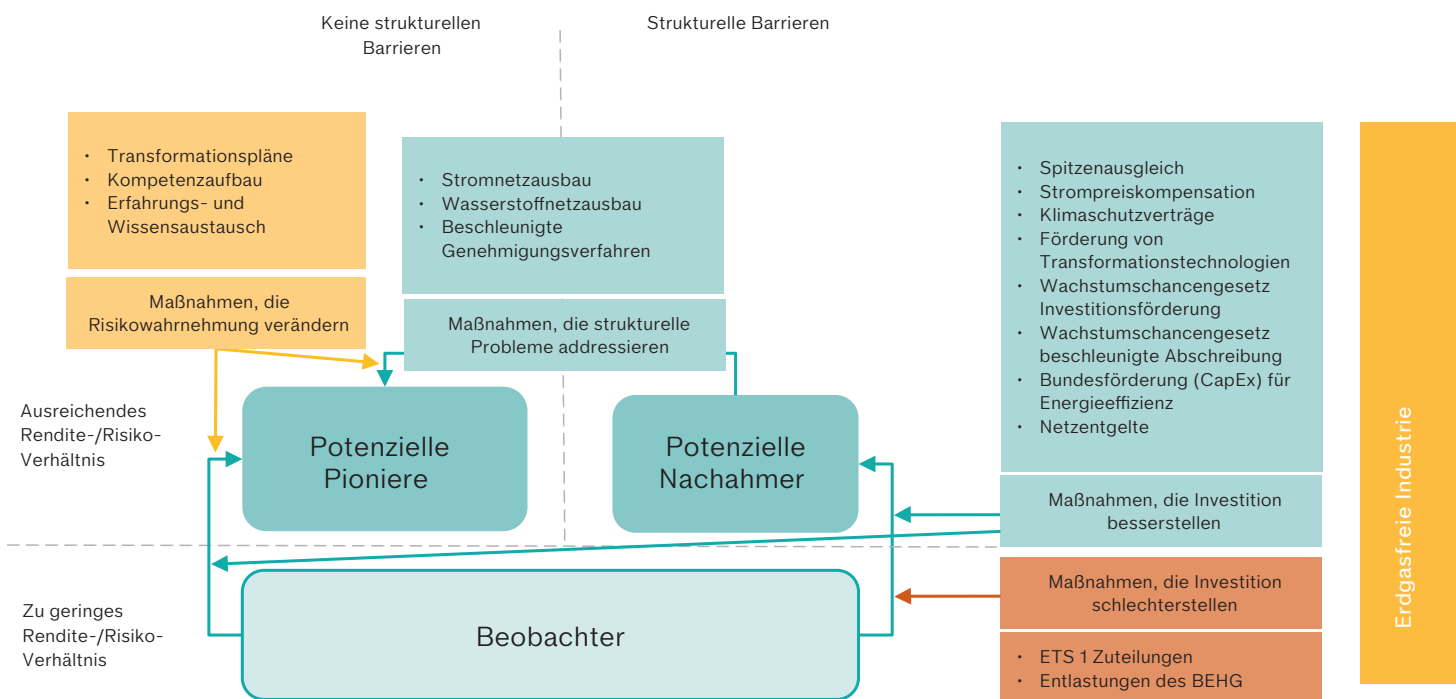 Keine strukturellen
Barrieren
Strukturelle Barrieren
• Transformationspläne
• Kompetenzaufbau
• Erfahrungs- und
Wissensaustausch
Maßnahmen, die
Risikowahrnehmung verändern
• Stromnetzausbau
• Wasserstoffnetzausbau
• Beschleunigte
Genehmigungsverfahren
Maßnahmen, die strukturelle
Probleme addressieren
• Spitzenausgleich
• Strompreiskompensation
• Klimaschutzverträge
• Förderung von
Transformationstechnologien
• Wachstumschancengesetz
Investitionsförderung
• Wachstumschancengesetz
beschleunigte Abschreibung
• Bundesförderung (CapEx) für
Energieeffizienz
• Netzentgelte
Maßnahmen, die Investition
besserstellen
Ausreichendes
Rendite-/Risiko-
Verhältnis
Potenzielle
Pioniere
Potenzielle
Nachahmer
Zu geringes
Rendite-/Risiko-
Verhältnis
Beobachter
Maßnahmen, die Investition
schlechterstellen
• ETS 1 Zuteilungen
• Entlastungen des BEHG
Erdgasfreie Industrie